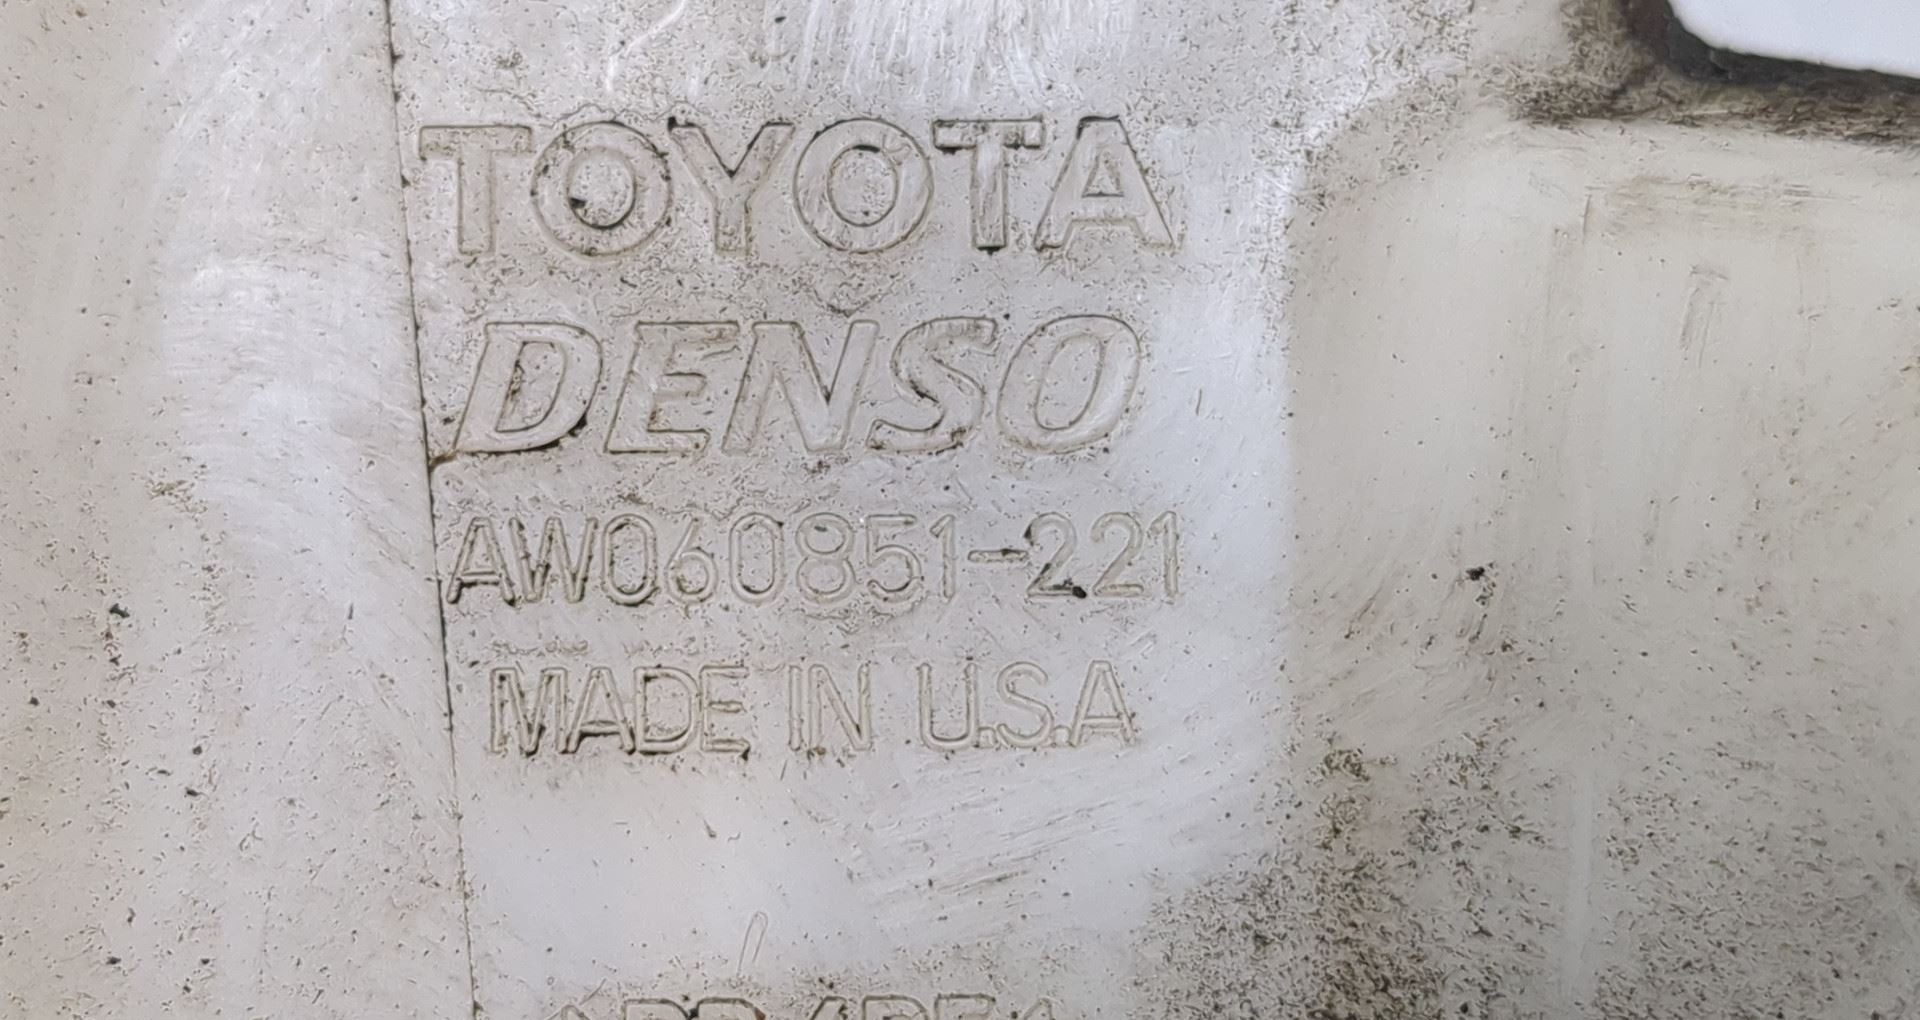 TOYOTA
DENSO
AW060851-221
MADE IN U.S.A